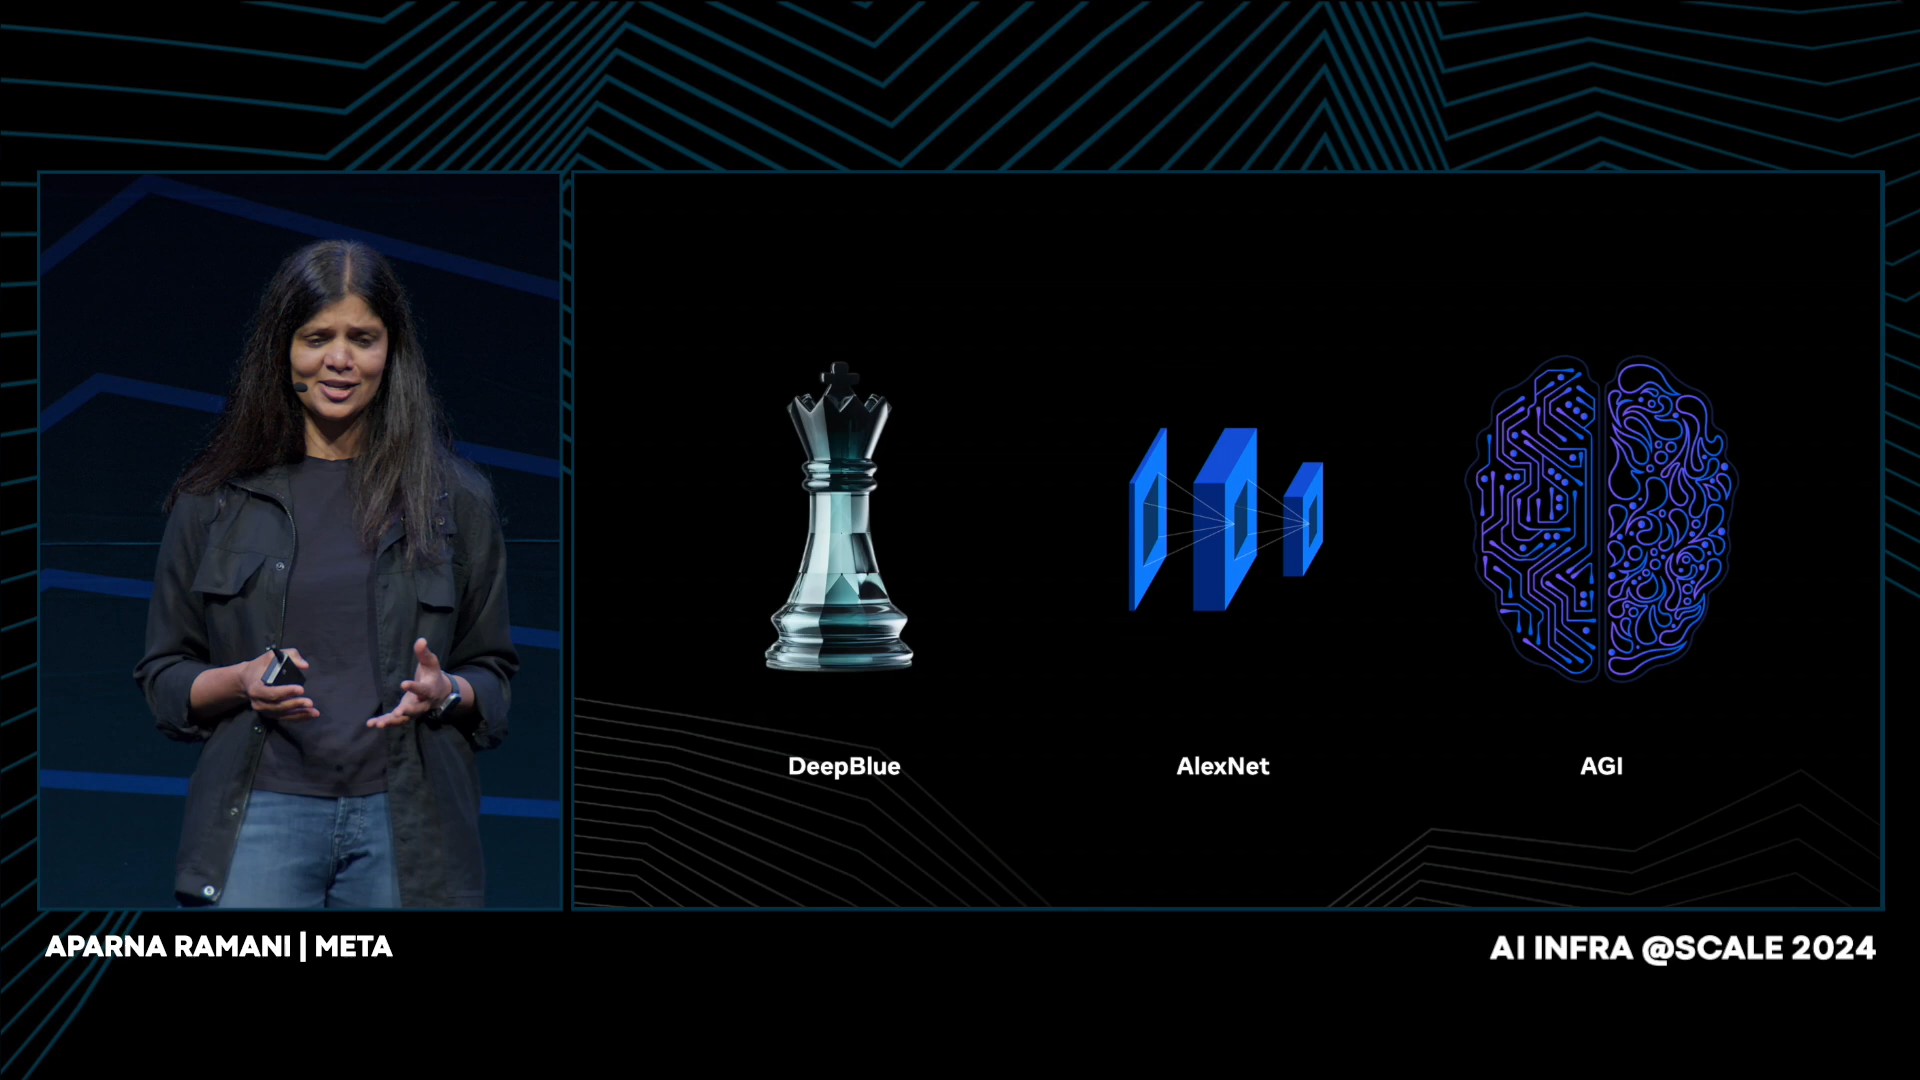 DeepBlue
AlexNet
AGI
APARNA RAMANI | META
AI INFRA @SCALE 2024